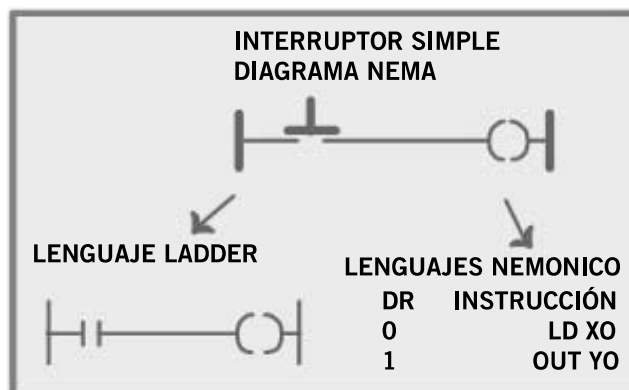 INTERRUPTOR SIMPLE
DIAGRAMA NEMA
LENGUAJE LADDER
LENGUAJES NEMONICO
DR INSTRUCCIÓN
0 LD XO
1 OUT YO